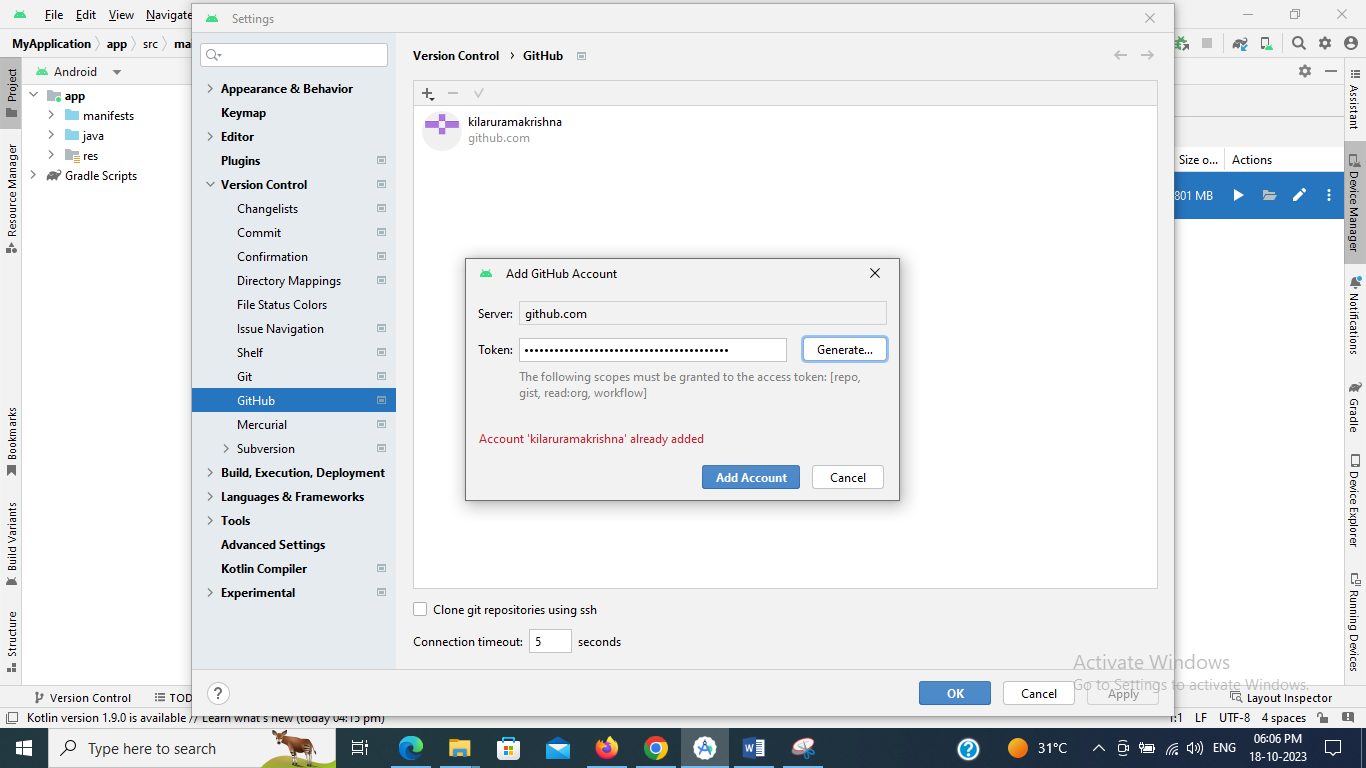 File Edit View Navigate
Settings
MyApplication app src ma
Version Control › GitHub
Android
app
manifests
java
res
Gradle Scripts
Project
Resource Manager
Bookmarks
Build Variants
Structure
Appearance & Behavior
Keymap
Editor
Plugins
Version Control
Changelists
Commit
Confirmation
Directory Mappings
File Status Colors
Issue Navigation
Shelf
Git
GitHub
Mercurial
Subversion
Build, Execution, Deployment
Languages & Frameworks
Tools
Advanced Settings
Kotlin Compiler
Experimental
kilaruramakrishna
github.com
Add GitHub Account
Server: github.com
Token: ••••••••••••••••••••••••••••••••••••••••
Generate...
The following scopes must be granted to the access token: [repo,
gist, read:org, workflow]
Account 'kilaruramakrishna' already added
Add Account Cancel
Clone git repositories using ssh
Connection timeout: 5 seconds
? OK Cancel Apply
Size o... Actions
801 MB
Assistant
Device Manager
Notifications
Gradle
Device Explorer
Running Devices
Activate Windows
Go to Settings to activate Windows.
Version Control TOD
Layout Inspector
Kotlin version 1.9.0 is available // Learn what's new (today 04:15 pm)
1:1 LF UTF-8 4 spaces
Type here to search
31°C ENG
06:06 PM
18-10-2023